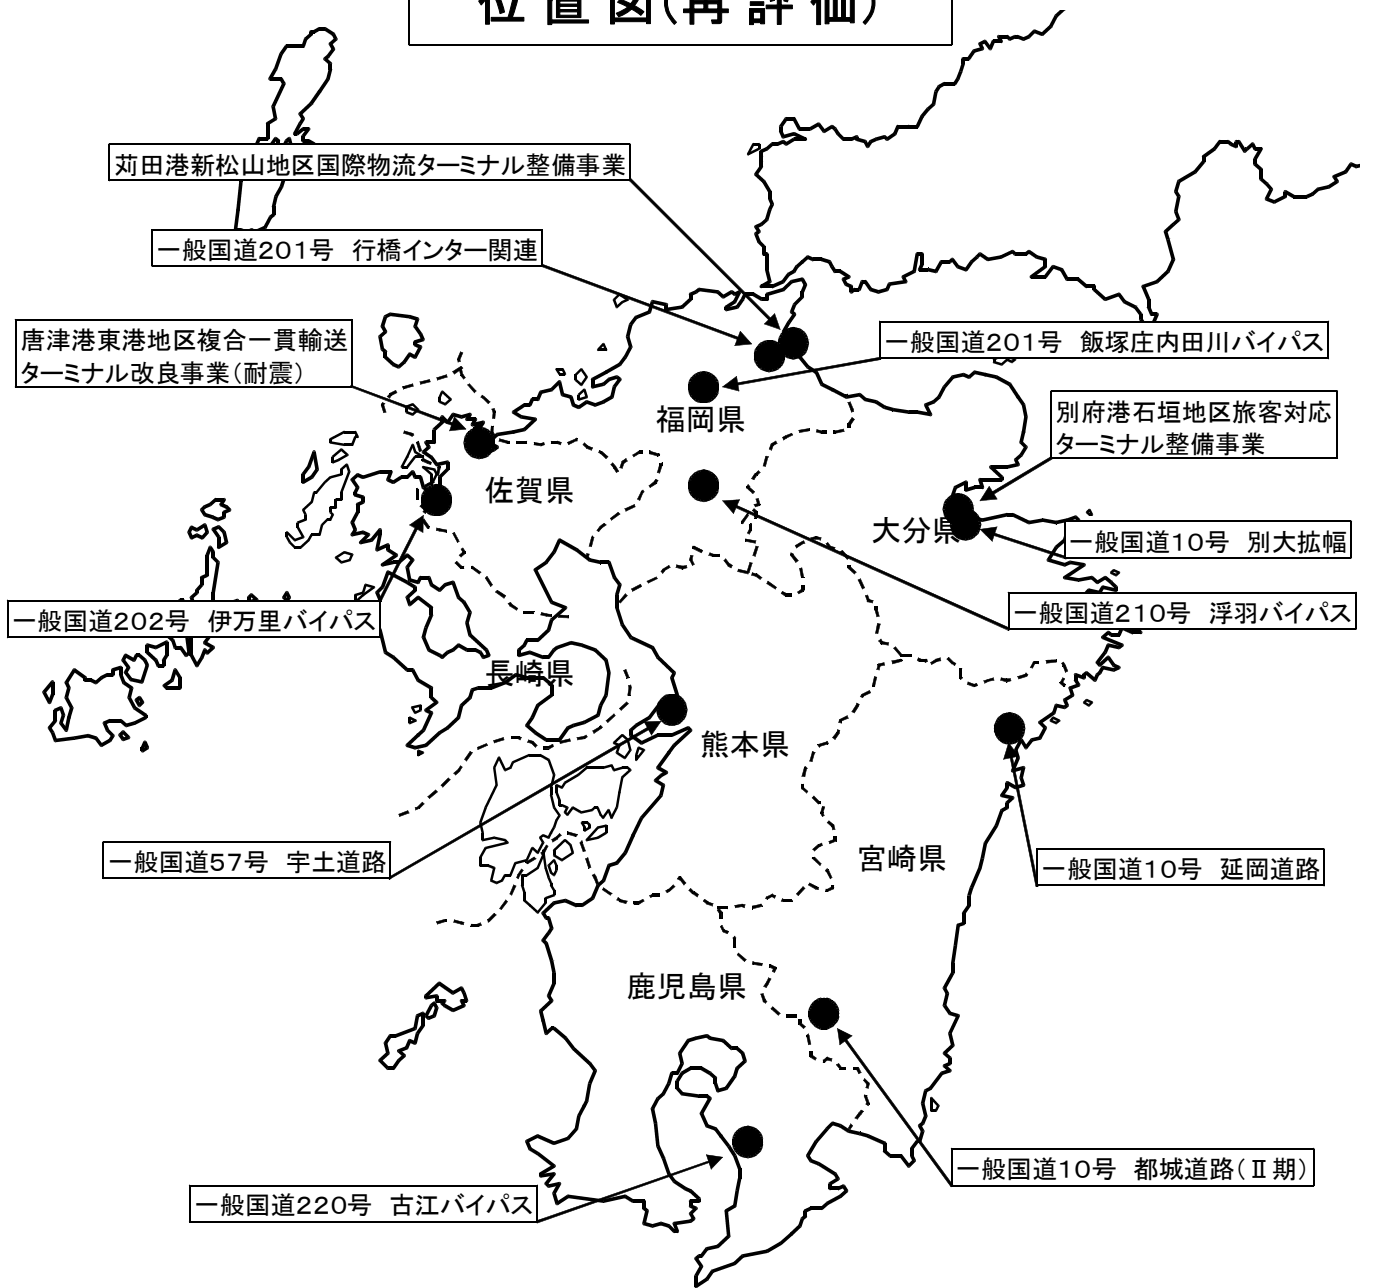 位置図(再評価)
苅田港新松山地区国際物流ターミナル整備事業
一般国道201号 行橋インター関連
唐津港東港地区複合一貫輸送
ターミナル改良事業(耐震)
一般国道201号 飯塚庄内田川バイパス
福岡県
別府港石垣地区旅客対応
ターミナル整備事業
佐賀県
大分県
一般国道10号 別大拡幅
一般国道202号 伊万里バイパス
一般国道210号 浮羽バイパス
長崎県
熊本県
一般国道57号 宇土道路
宮崎県
一般国道10号 延岡道路
鹿児島県
一般国道10号 都城道路(Ⅱ期)
一般国道220号 古江バイパス